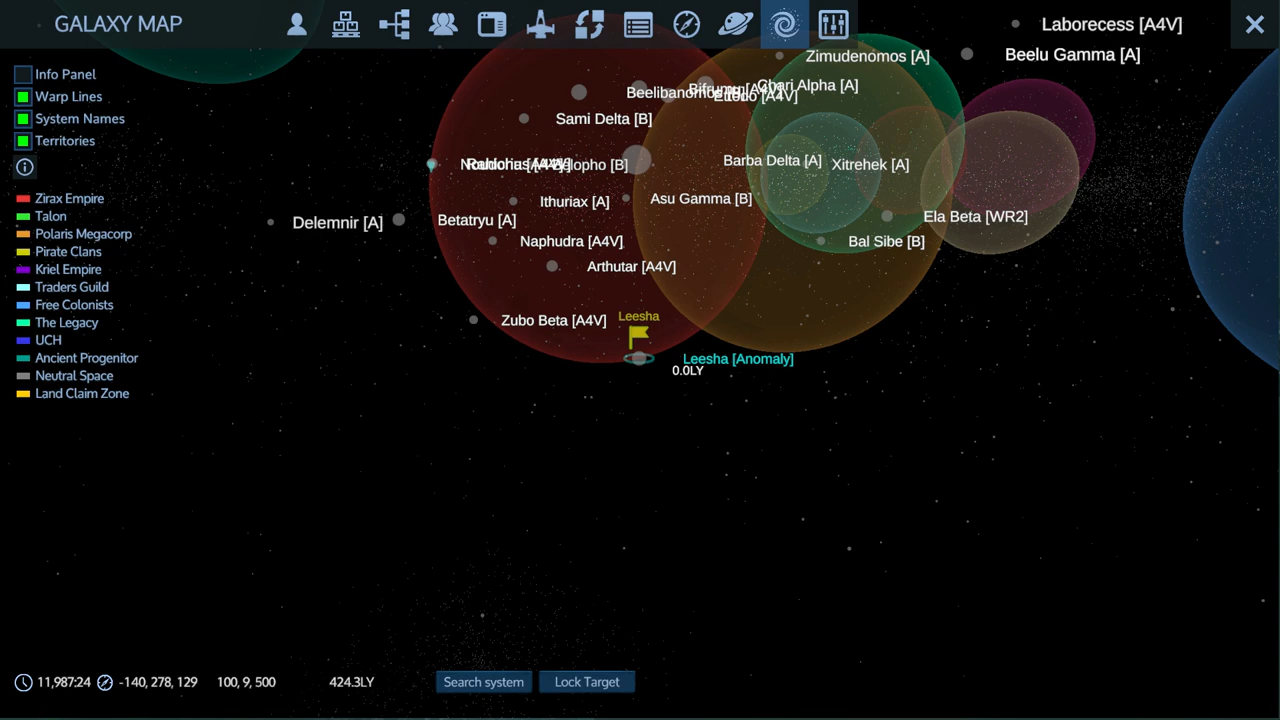 GALAXY MAP
Laborecess [A4V]
Zimudenomos [A]
Beelu Gamma [A]
Info Panel
Warp Lines
System Names
Territories
Chari Alpha [A]
Sami Delta [B]
Barba Delta [A]
Xitrehek [A]
Ithuriax [A]
Asu Gamma [B]
Delemnir [A]
Betatryu [A]
Ela Beta [WR2]
Naphudra [A4V]
Bal Sibe [B]
Arthutar [A4V]
Zubo Beta [A4V]
Leesha
Leesha [Anomaly]
0.0LY
Zirax Empire
Talon
Polaris Megacorp
Pirate Clans
Kriel Empire
Traders Guild
Free Colonists
The Legacy
UCH
Ancient Progenitor
Neutral Space
Land Claim Zone
11,987:24 -140, 278, 129 100, 9, 500 424.3LY Search system Lock Target